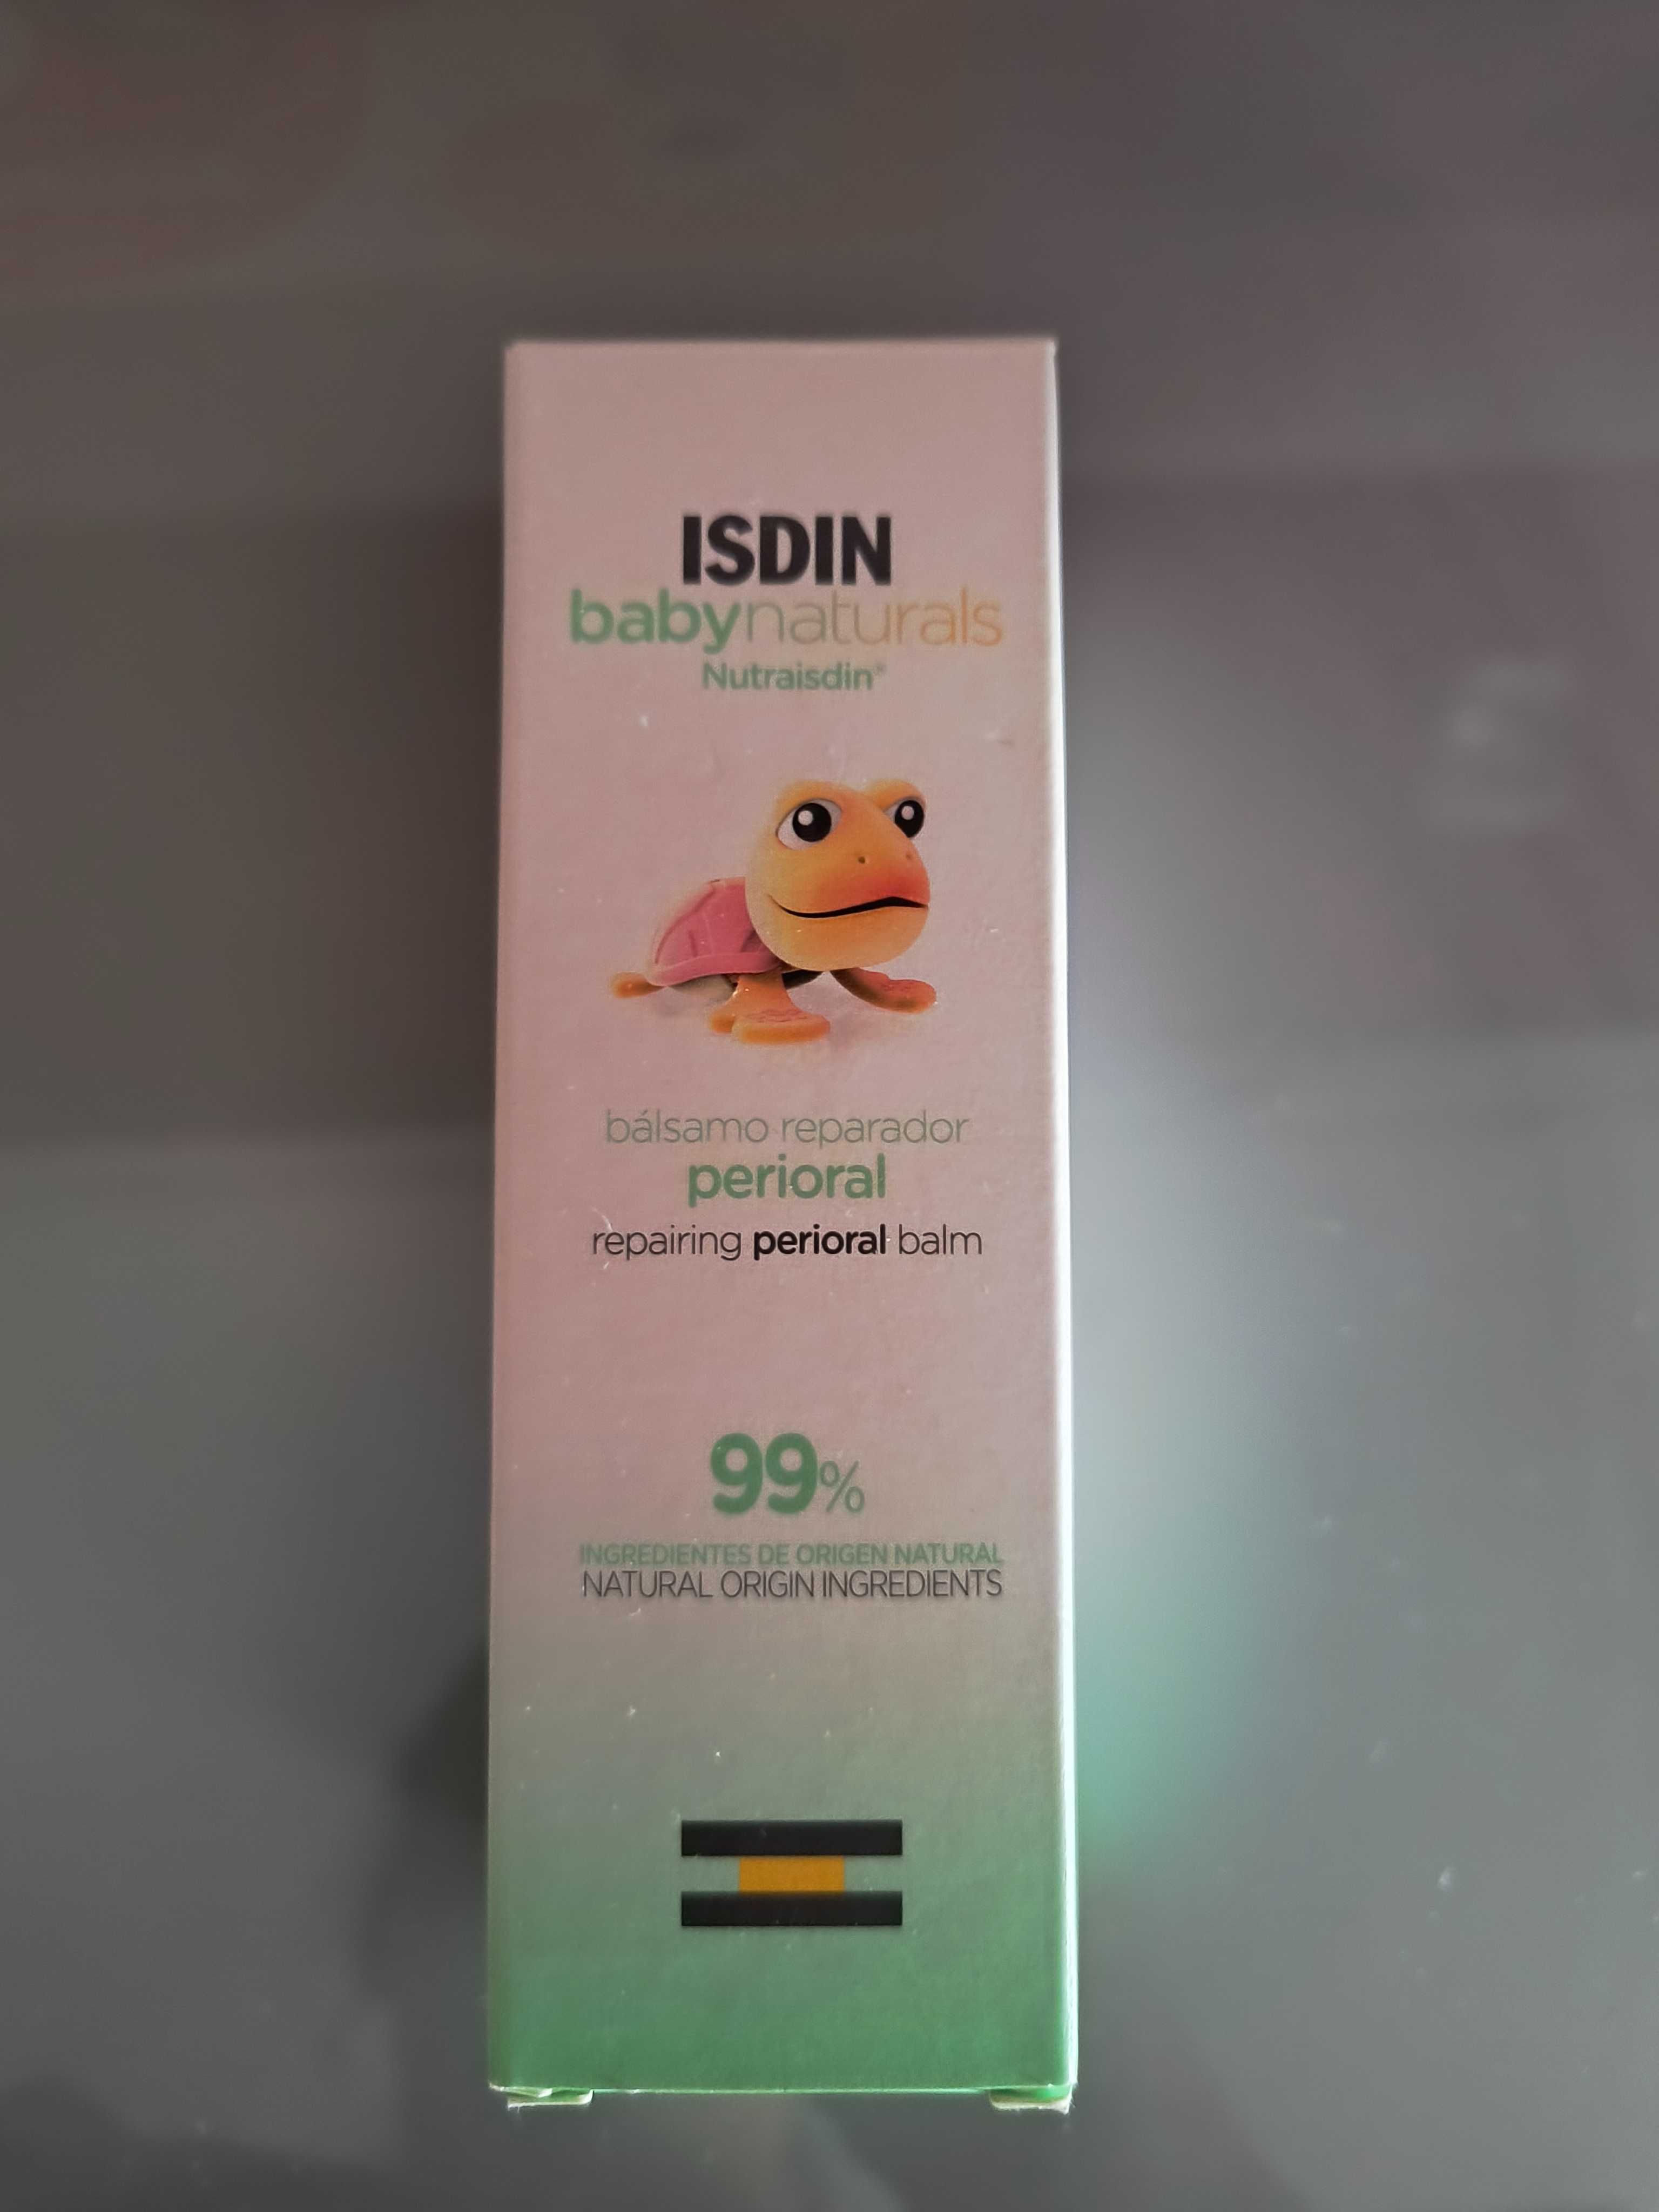 ISDIN
babynaturals
Nutraisdin®
bálsamo reparador
perioral
repairing perioral balm
99%
INGREDIENTES DE ORIGEN NATURAL
NATURAL ORIGIN INGREDIENTS